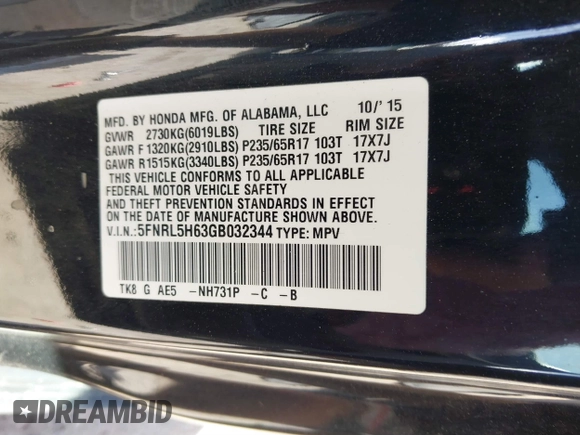 MFD. BY HONDA MFG. OF ALABAMA, LLC 10/'15
GVWR 2730KG(6019LBS) TIRE SIZE RIM SIZE
GAWR F 1320KG(2910LBS) P235/65R17 103T 17X7J
GAWR R1515KG(3340LBS) P235/65R17 103T 17X7J
THIS VEHICLE CONFORMS TO ALL APPLICABLE
FEDERAL MOTOR VEHICLE SAFETY
AND THEFT PREVENTION STANDARDS IN EFFECT
ON THE DATE OF MANUFACTURE SHOWN ABOVE.
V.I.N.:5FNRL5H63GB032344 TYPE: MPV
TK8 G AE5 -NH731P -C -B
DREAMBID